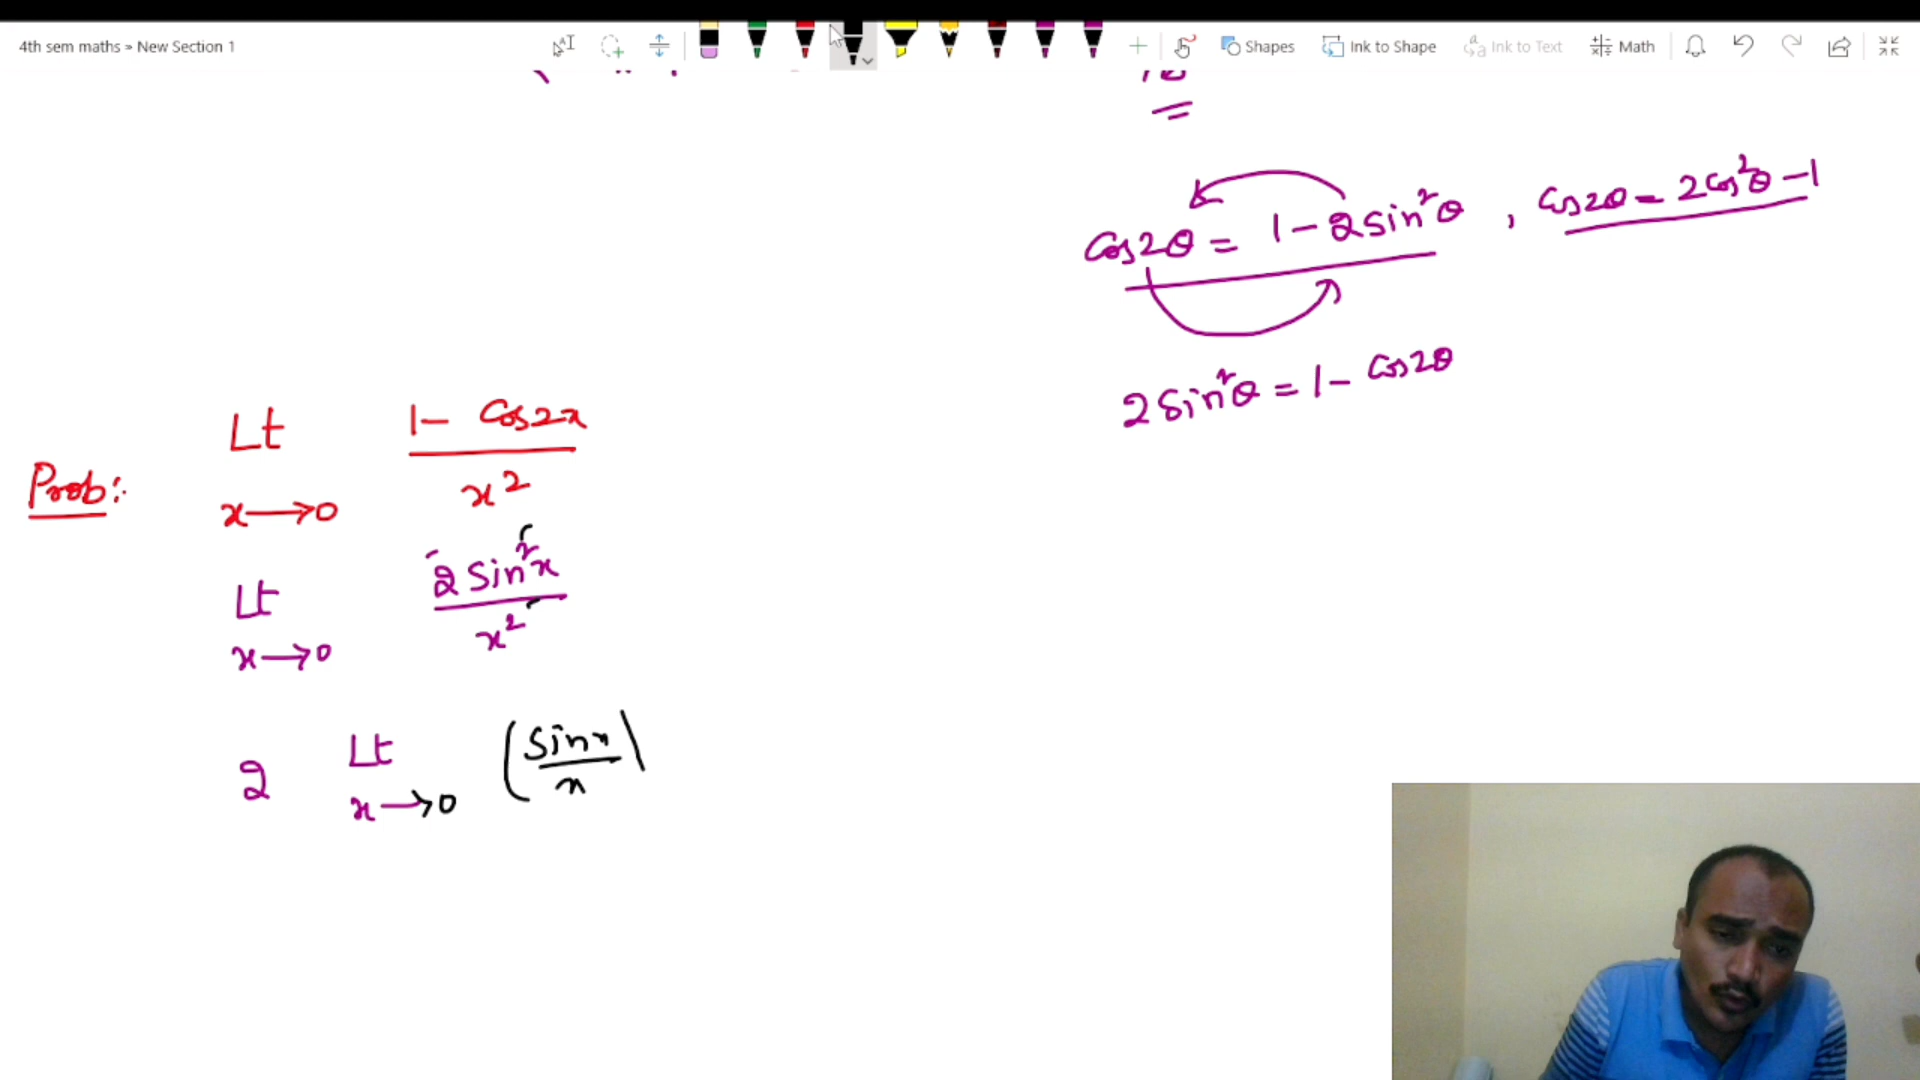 4th sem maths » New Section 1
Shapes Ink to Shape Ink to Text Math
Cos2θ = 1 - 2Sin²θ , Cos2θ = 2Cos²θ - 1
2Sin²θ = 1 - Cos2θ
Prob:
Lt x→0 (1 - Cos2x)/x²
Lt x→0 (2Sin²x)/x²
2 Lt x→0 (Sinx/x)